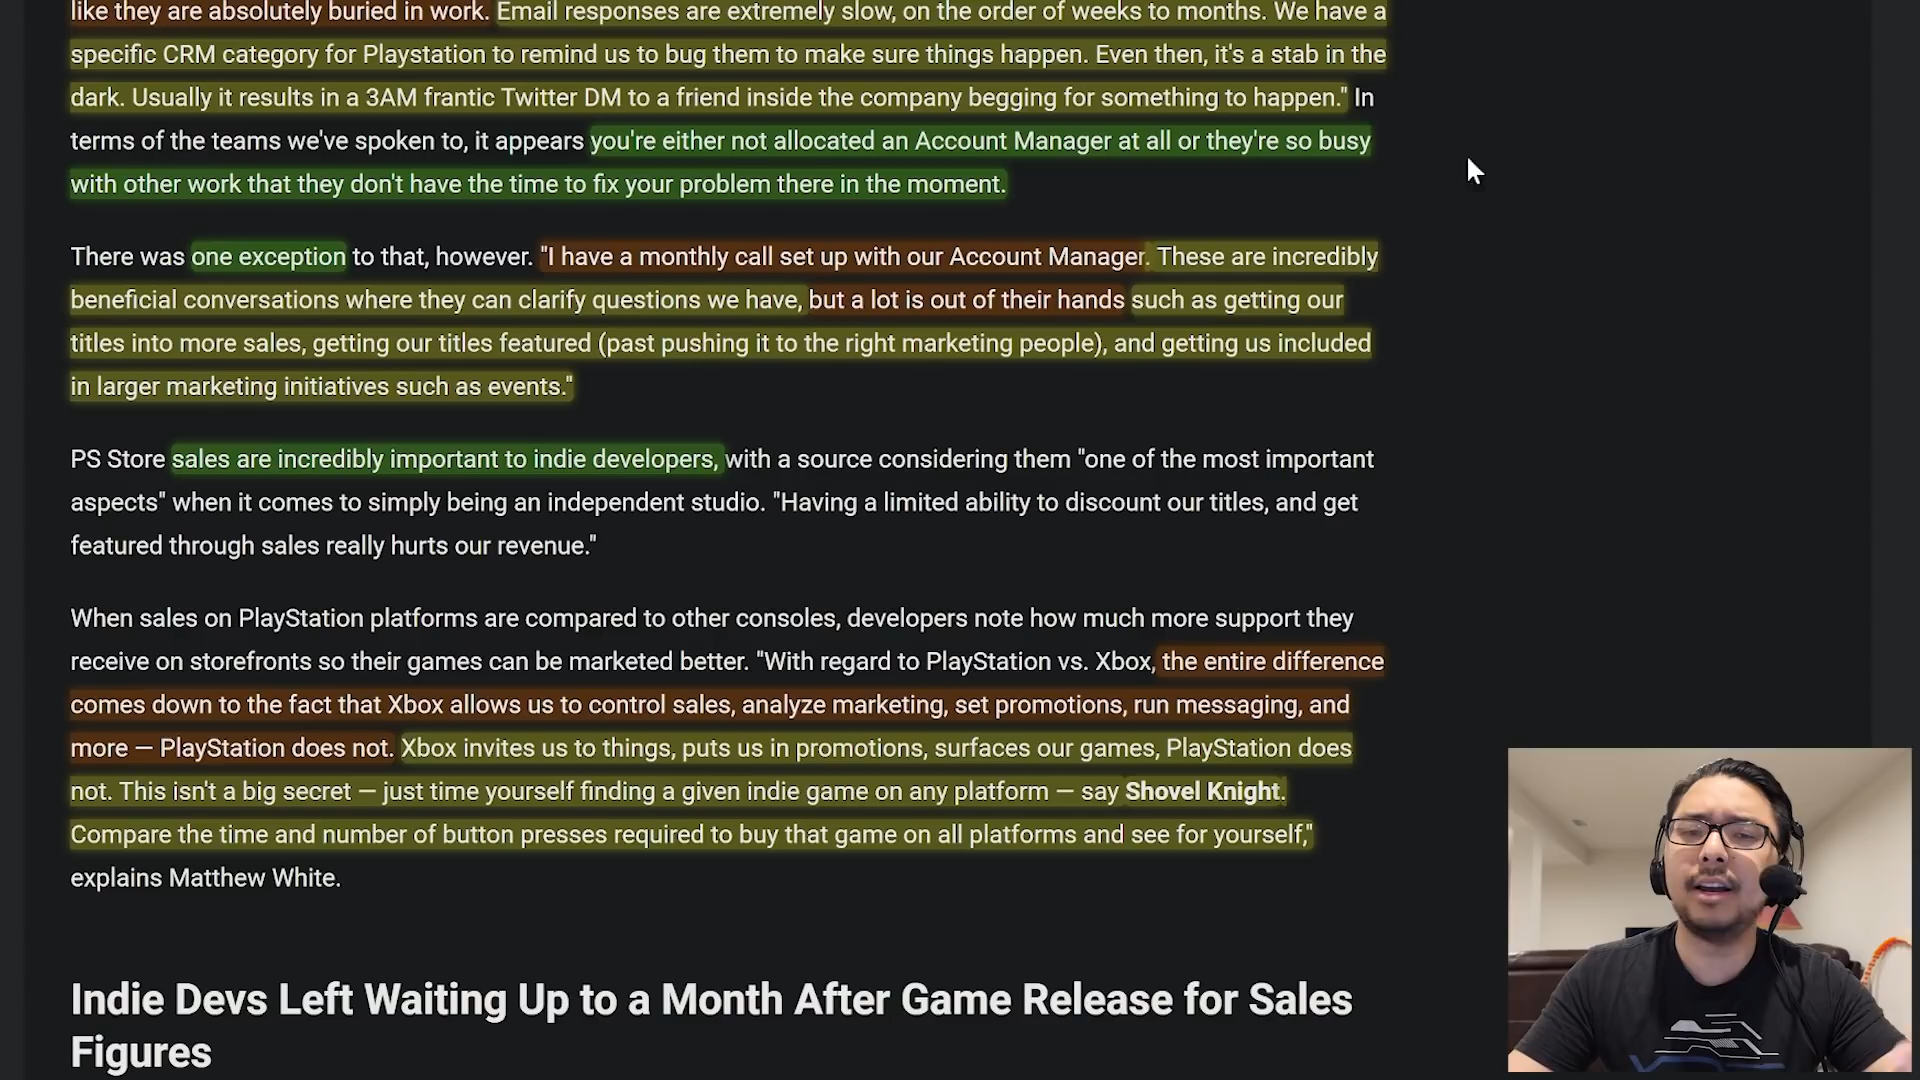 like they are absolutely buried in work. Email responses are extremely slow, on the order of weeks to months. We have a
specific CRM category for Playstation to remind us to bug them to make sure things happen. Even then, it's a stab in the
dark. Usually it results in a 3AM frantic Twitter DM to a friend inside the company begging for something to happen." In
terms of the teams we've spoken to, it appears you're either not allocated an Account Manager at all or they're so busy
with other work that they don't have the time to fix your problem there in the moment.
There was one exception to that, however. "I have a monthly call set up with our Account Manager. These are incredibly
beneficial conversations where they can clarify questions we have, but a lot is out of their hands such as getting our
titles into more sales, getting our titles featured (past pushing it to the right marketing people), and getting us included
in larger marketing initiatives such as events."
PS Store sales are incredibly important to indie developers, with a source considering them "one of the most important
aspects" when it comes to simply being an independent studio. "Having a limited ability to discount our titles, and get
featured through sales really hurts our revenue."
When sales on PlayStation platforms are compared to other consoles, developers note how much more support they
receive on storefronts so their games can be marketed better. "With regard to PlayStation vs. Xbox, the entire difference
comes down to the fact that Xbox allows us to control sales, analyze marketing, set promotions, run messaging, and
more — PlayStation does not. Xbox invites us to things, puts us in promotions, surfaces our games, PlayStation does
not. This isn't a big secret — just time yourself finding a given indie game on any platform — say Shovel Knight.
Compare the time and number of button presses required to buy that game on all platforms and see for yourself,"
explains Matthew White.
Indie Devs Left Waiting Up to a Month After Game Release for Sales
Figures